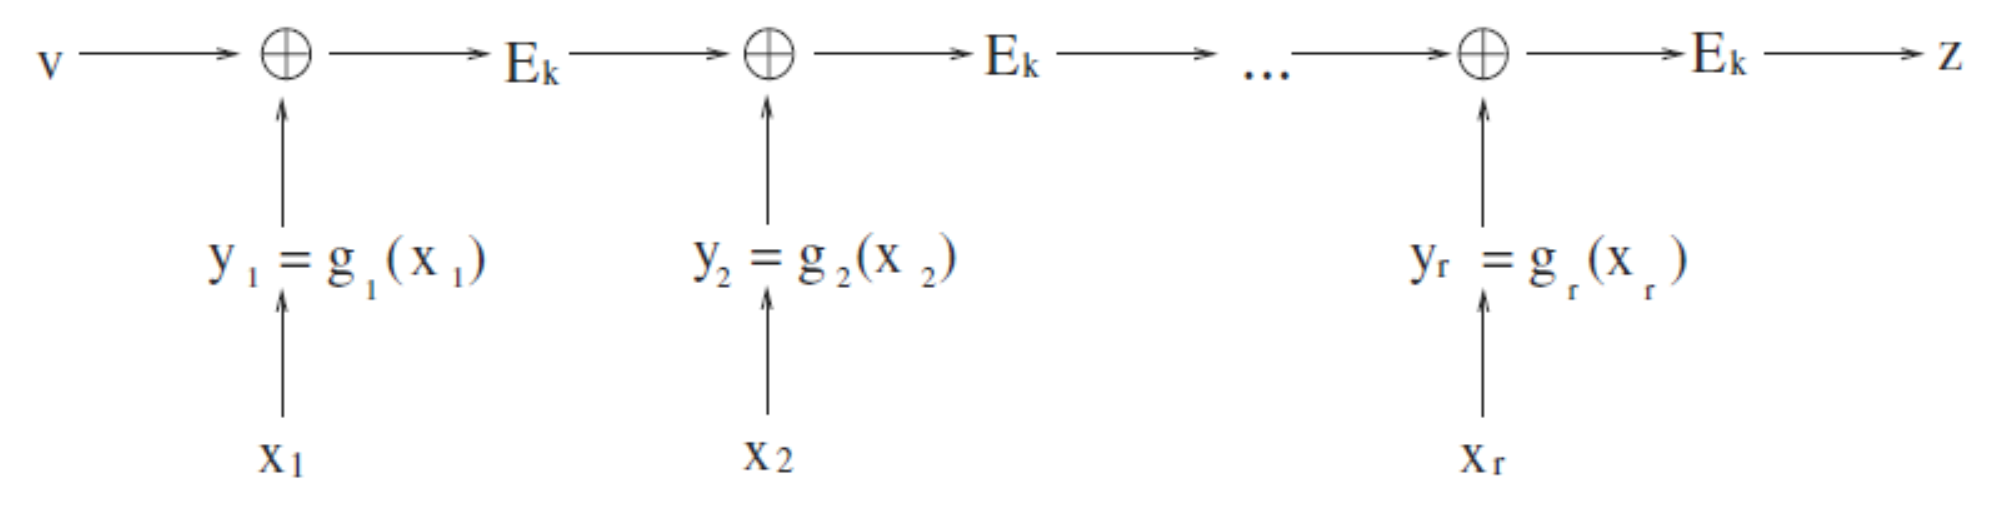 v ⊕ Eₖ ⊕ Eₖ ... ⊕ Eₖ z
y₁ = g₁(x₁) y₂ = g₂(x₂) yᵣ = gᵣ(xᵣ)
x₁ x₂ xᵣ